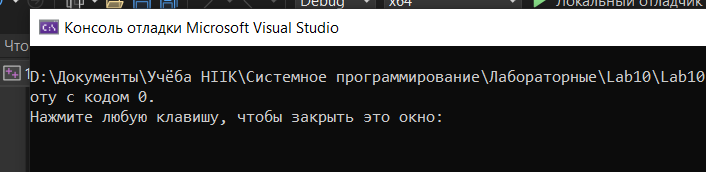 Debug
x64
Локальный отладчик
Консоль отладки Microsoft Visual Studio
Что
D:\Документы\Учёба НІІК\Системное программирование\Лабораторные\Lab10\Lab10
оту с кодом 0.
Нажмите любую клавишу, чтобы закрыть это окно: